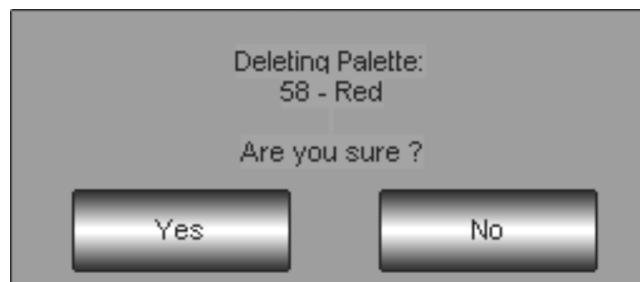 Deleting Palette:
58 - Red
Are you sure ?
Yes
No